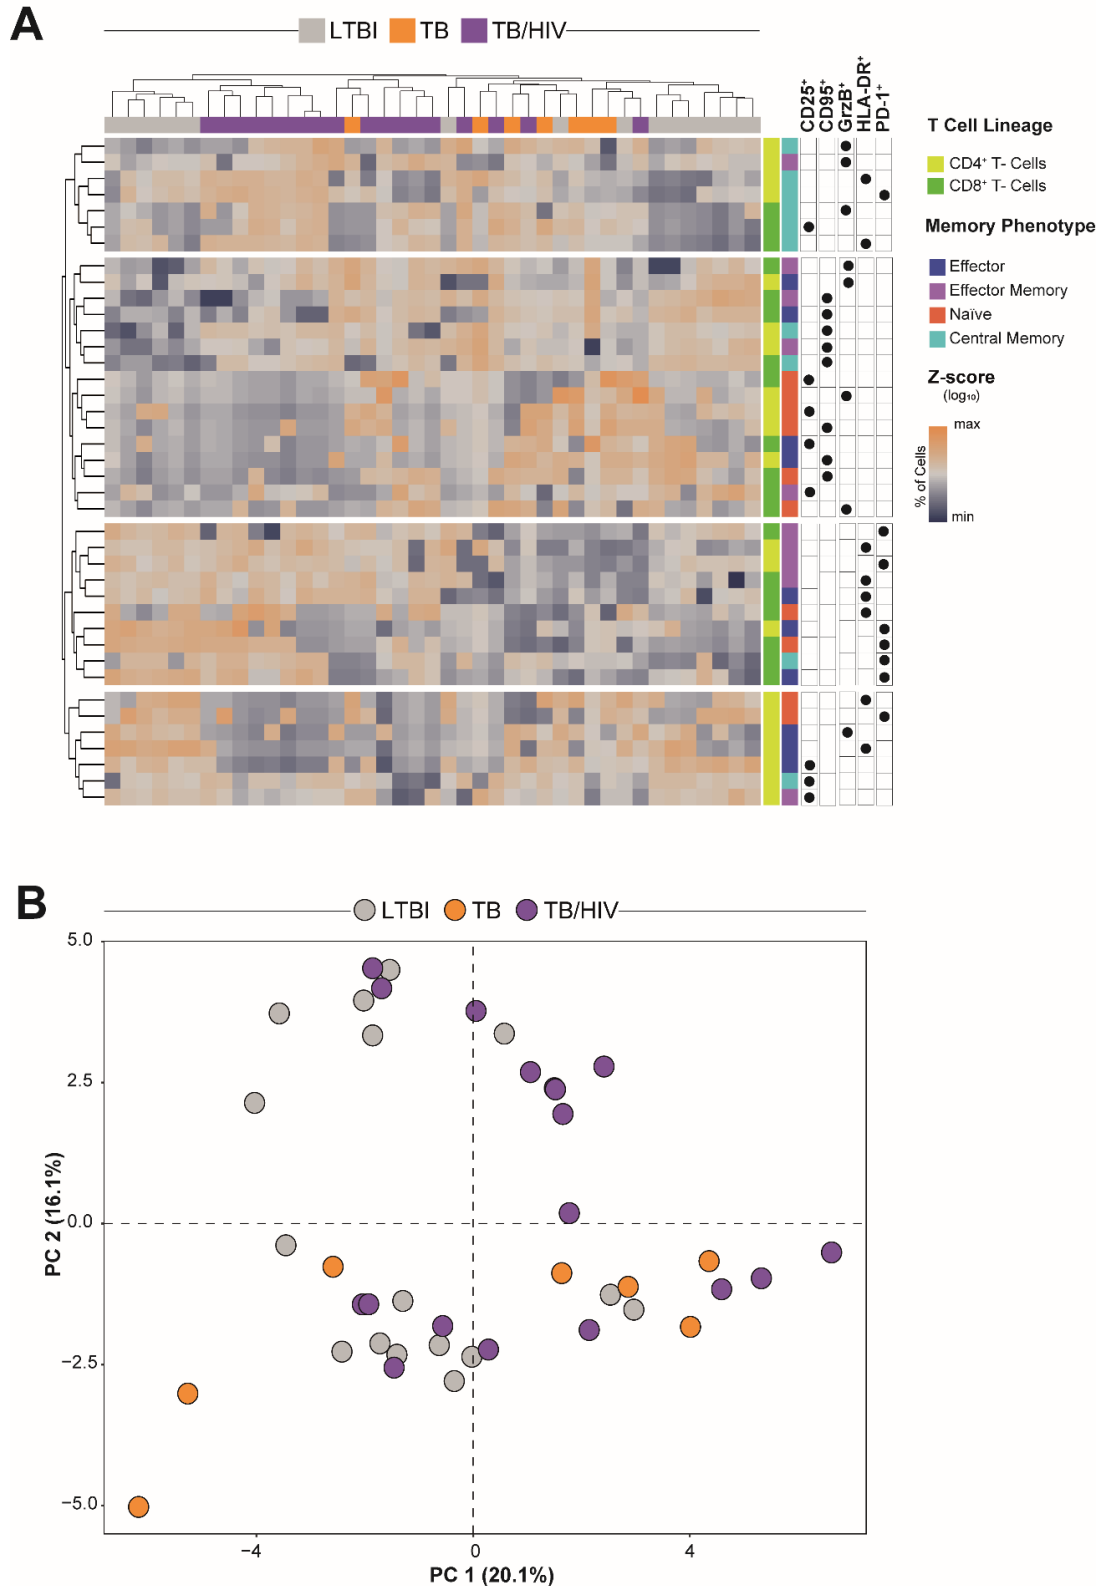 A
LTBI TB TB/HIV
CD25⁺
CD95⁺
GrzB⁺
HLA-DR⁺
PD-1⁺
T Cell Lineage
CD4⁺ T- Cells
CD8⁺ T- Cells
Memory Phenotype
Effector
Effector Memory
Naïve
Central Memory
Z-score
(log₁₀)
max
% of Cells
min
B
LTBI TB TB/HIV
5.0
2.5
0.0
−2.5
−5.0
PC 2 (16.1%)
−4 0 4
PC 1 (20.1%)